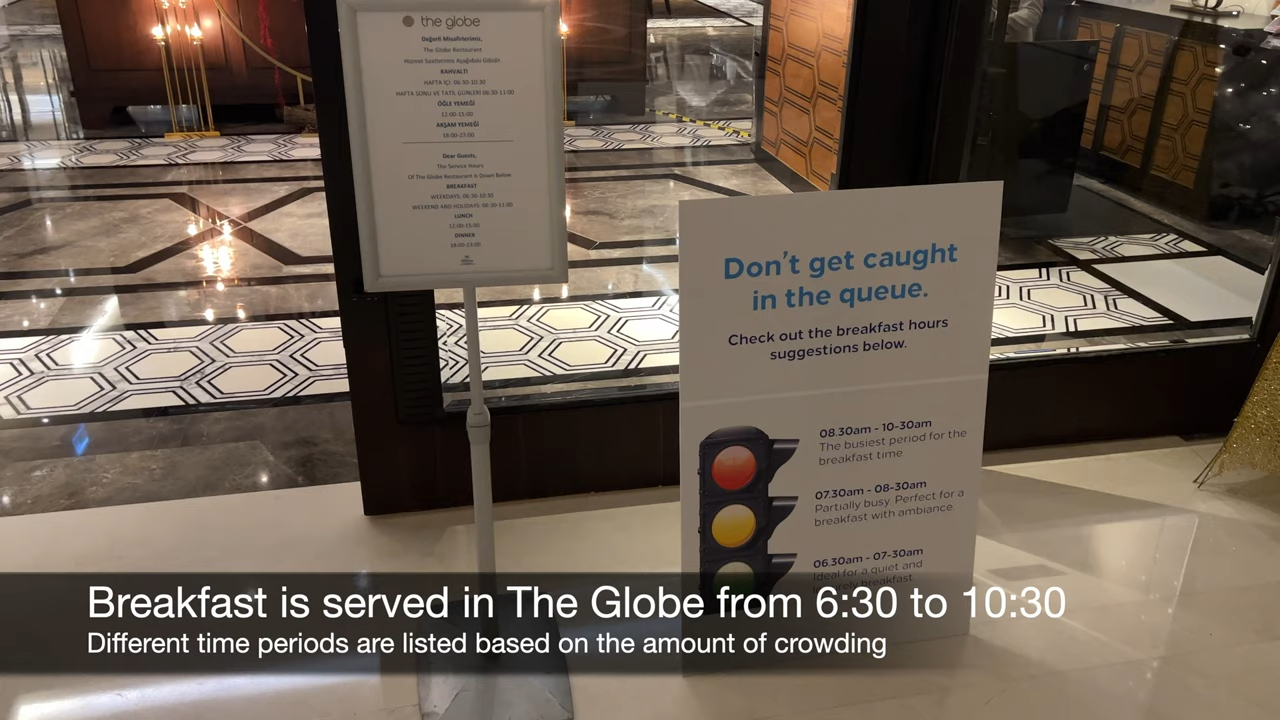 the globe
Değerli Misafirlerimiz,
The Globe Restaurant
Hizmet Saatlerimiz Aşağıdaki Gibidir
KAHVALTI
HAFTA İÇİ: 06:30-10:30
HAFTA SONU VE TATİL GÜNLERİ 06:30-11:00
ÖĞLE YEMEĞİ
12:00-15:00
AKŞAM YEMEĞİ
18:00-23:00
Dear Guests,
The Service Hours
Of The Globe Restaurant is Down Below
BREAKFAST
WEEKDAYS: 06:30-10:30
WEEKEND AND HOLIDAYS: 06:30-11:00
LUNCH
12:00-15:00
DINNER
18:00-23:00
Don't get caught
in the queue.
Check out the breakfast hours
suggestions below.
08.30am - 10-30am
The busiest period for the
breakfast time
07.30am - 08-30am
Partially busy. Perfect for a
breakfast with ambiance.
06.30am - 07-30am
Ideal for a quiet and
breakfast
Breakfast is served in The Globe from 6:30 to 10:30
Different time periods are listed based on the amount of crowding